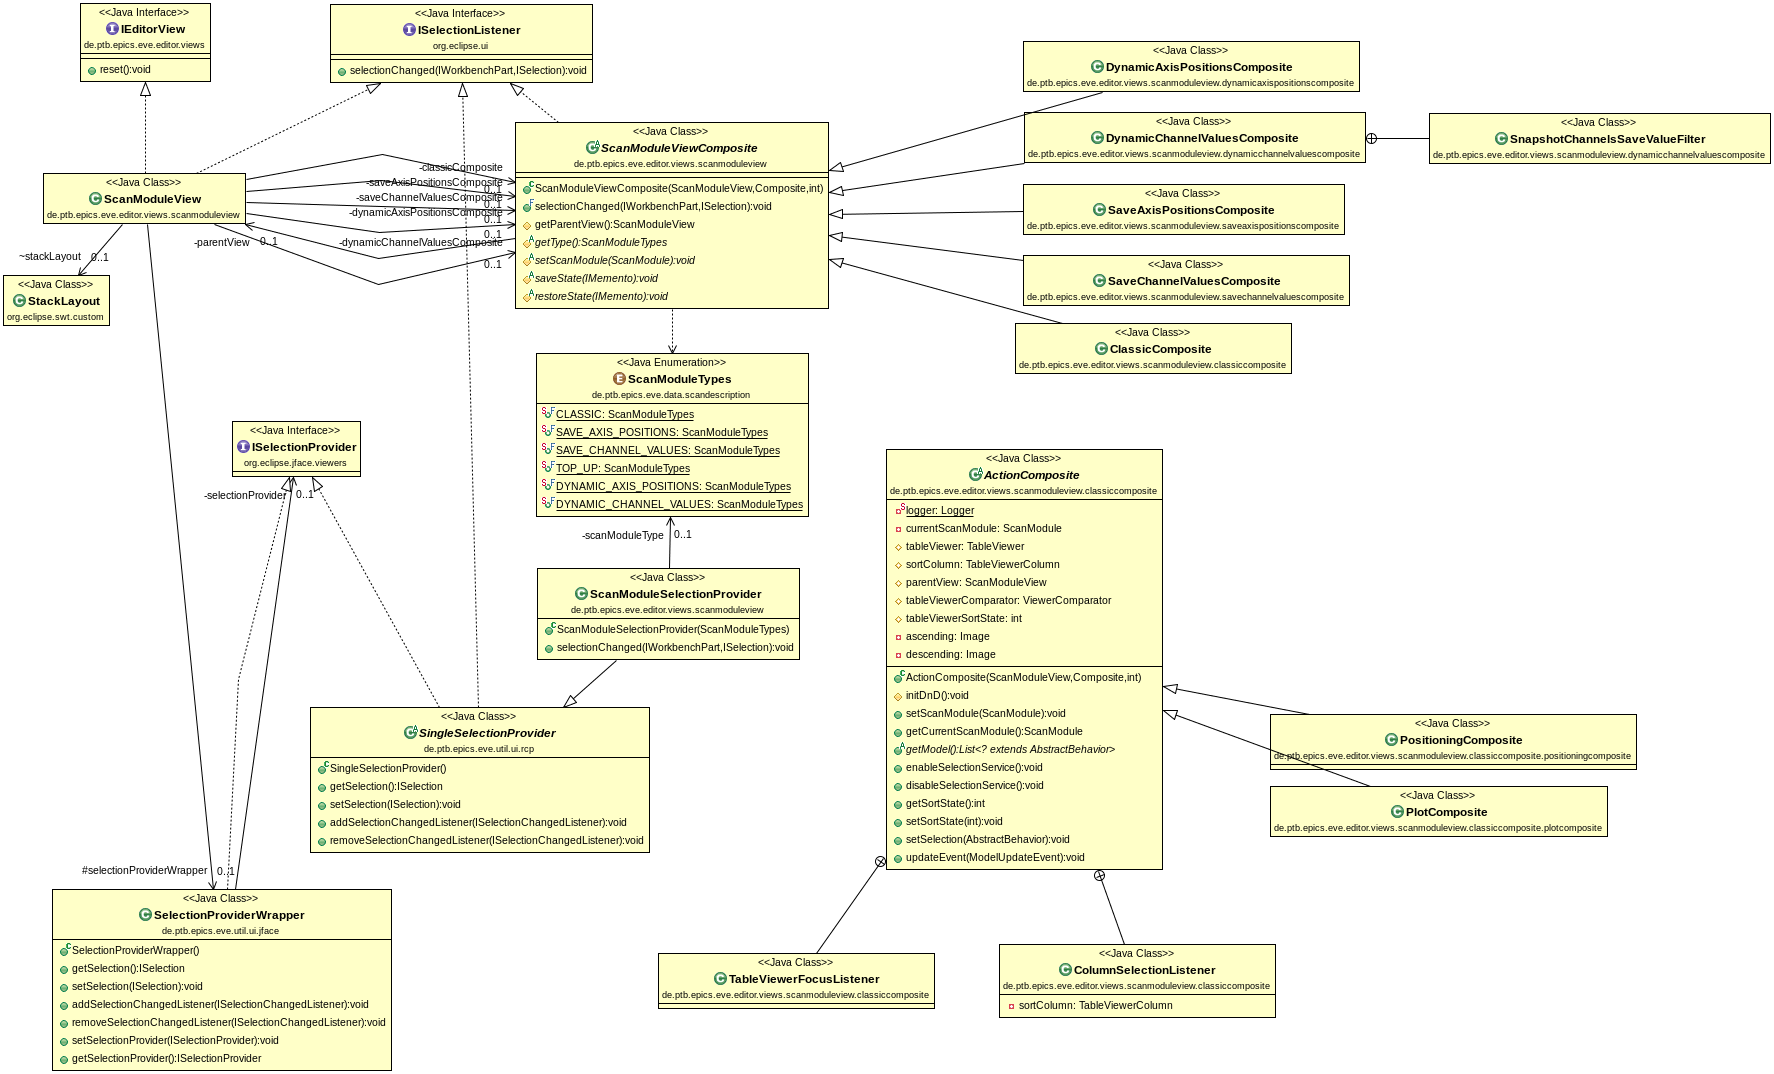 <<Java Interface>>
IEditorView
de.ptb.epics.eve.editor.views
reset():void
<<Java Interface>>
ISelectionListener
org.eclipse.ui
selectionChanged(IWorkbenchPart,ISelection):void
<<Java Class>>
ScanModuleView
de.ptb.epics.eve.editor.views.scanmoduleview
-classicComposite
0..1
-saveAxisPositionsComposite
0..1
-saveChannelValuesComposite
0..1
-dynamicAxisPositionsComposite
0..1
-dynamicChannelValuesComposite
0..1
-parentView
0..1
~stackLayout
0..1
<<Java Class>>
StackLayout
org.eclipse.swt.custom
<<Java Class>>
ScanModuleViewComposite
de.ptb.epics.eve.editor.views.scanmoduleview
ScanModuleViewComposite(ScanModuleView,Composite,int)
selectionChanged(IWorkbenchPart,ISelection):void
getParentView():ScanModuleView
getType():ScanModuleTypes
setScanModule(ScanModule):void
saveState(IMemento):void
restoreState(IMemento):void
<<Java Class>>
DynamicAxisPositionsComposite
de.ptb.epics.eve.editor.views.scanmoduleview.dynamicaxispositionscomposite
<<Java Class>>
DynamicChannelValuesComposite
de.ptb.epics.eve.editor.views.scanmoduleview.dynamicchannelvaluescomposite
<<Java Class>>
SnapshotChannelsSaveValueFilter
de.ptb.epics.eve.editor.views.scanmoduleview.dynamicchannelvaluescomposite
<<Java Class>>
SaveAxisPositionsComposite
de.ptb.epics.eve.editor.views.scanmoduleview.saveaxispositionscomposite
<<Java Class>>
SaveChannelValuesComposite
de.ptb.epics.eve.editor.views.scanmoduleview.savechannelvaluescomposite
<<Java Class>>
ClassicComposite
de.ptb.epics.eve.editor.views.scanmoduleview.classiccomposite
<<Java Enumeration>>
ScanModuleTypes
de.ptb.epics.eve.data.scandescription
CLASSIC: ScanModuleTypes
SAVE_AXIS_POSITIONS: ScanModuleTypes
SAVE_CHANNEL_VALUES: ScanModuleTypes
TOP_UP: ScanModuleTypes
DYNAMIC_AXIS_POSITIONS: ScanModuleTypes
DYNAMIC_CHANNEL_VALUES: ScanModuleTypes
-scanModuleType
0..1
<<Java Interface>>
ISelectionProvider
org.eclipse.jface.viewers
-selectionProvider
0..1
<<Java Class>>
ScanModuleSelectionProvider
de.ptb.epics.eve.editor.views.scanmoduleview
ScanModuleSelectionProvider(ScanModuleTypes)
selectionChanged(IWorkbenchPart,ISelection):void
<<Java Class>>
SingleSelectionProvider
de.ptb.epics.eve.util.ui.rcp
SingleSelectionProvider()
getSelection():ISelection
setSelection(ISelection):void
addSelectionChangedListener(ISelectionChangedListener):void
removeSelectionChangedListener(ISelectionChangedListener):void
#selectionProviderWrapper
0..1
<<Java Class>>
SelectionProviderWrapper
de.ptb.epics.eve.util.ui.jface
SelectionProviderWrapper()
getSelection():ISelection
setSelection(ISelection):void
addSelectionChangedListener(ISelectionChangedListener):void
removeSelectionChangedListener(ISelectionChangedListener):void
setSelectionProvider(ISelectionProvider):void
getSelectionProvider():ISelectionProvider
<<Java Class>>
ActionComposite
de.ptb.epics.eve.editor.views.scanmoduleview.classiccomposite
logger: Logger
currentScanModule: ScanModule
tableViewer: TableViewer
sortColumn: TableViewerColumn
parentView: ScanModuleView
tableViewerComparator: ViewerComparator
tableViewerSortState: int
ascending: Image
descending: Image
ActionComposite(ScanModuleView,Composite,int)
initDnD():void
setScanModule(ScanModule):void
getCurrentScanModule():ScanModule
getModel():List<? extends AbstractBehavior>
enableSelectionService():void
disableSelectionService():void
getSortState():int
setSortState(int):void
setSelection(AbstractBehavior):void
updateEvent(ModelUpdateEvent):void
<<Java Class>>
PositioningComposite
de.ptb.epics.eve.editor.views.scanmoduleview.classiccomposite.positioningcomposite
<<Java Class>>
PlotComposite
de.ptb.epics.eve.editor.views.scanmoduleview.classiccomposite.plotcomposite
<<Java Class>>
TableViewerFocusListener
de.ptb.epics.eve.editor.views.scanmoduleview.classiccomposite
<<Java Class>>
ColumnSelectionListener
de.ptb.epics.eve.editor.views.scanmoduleview.classiccomposite
sortColumn: TableViewerColumn